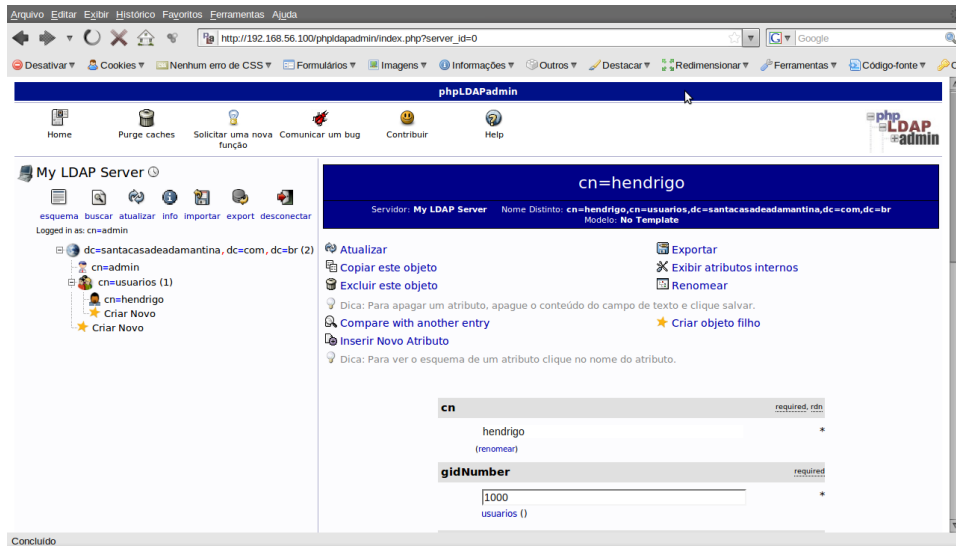 Arquivo Editar Exibir Histórico Favoritos Ferramentas Ajuda
http://192.168.56.100/phpldapadmin/index.php?server_id=0 Google
Desativar Cookies Nenhum erro de CSS Formulários Imagens Informações Outros Destacar Redimensionar Ferramentas Código-fonte
phpLDAPadmin
Home Purge caches Solicitar uma nova função Comunicar um bug Contribuir Help
php
LDAP
admin
My LDAP Server
esquema buscar atualizar info importar export desconectar
Logged in as: cn=admin
dc=santacasadeadamantina, dc=com, dc=br (2)
cn=admin
cn=usuarios (1)
cn=hendrigo
Criar Novo
Criar Novo
cn=hendrigo
Servidor: My LDAP Server Nome Distinto: cn=hendrigo,cn=usuarios,dc=santacasadeadamantina,dc=com,dc=br
Modelo: No Template
Atualizar Exportar
Copiar este objeto Exibir atributos internos
Excluir este objeto Renomear
Dica: Para apagar um atributo, apague o conteúdo do campo de texto e clique salvar.
Compare with another entry Criar objeto filho
Inserir Novo Atributo
Dica: Para ver o esquema de um atributo clique no nome do atributo.
cn required, rdn
hendrigo *
(renomear)
gidNumber required
1000 *
usuarios ()
Concluído